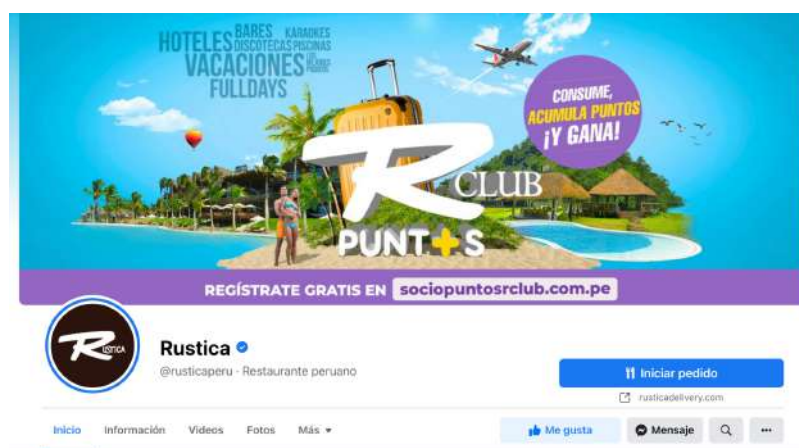 HOTELES BARES KARAOKES
DISCOTECAS PISCINAS
VACACIONES
FULLDAYS
CONSUME,
ACUMULA PUNTOS
¡Y GANA!
R CLUB
PUNT+S
REGÍSTRATE GRATIS EN sociopuntosrclub.com.pe
RUSTICA
Rustica
@rusticaperu · Restaurante peruano
Iniciar pedido
rusticadelivery.com
Inicio Información Videos Fotos Más
Me gusta Mensaje